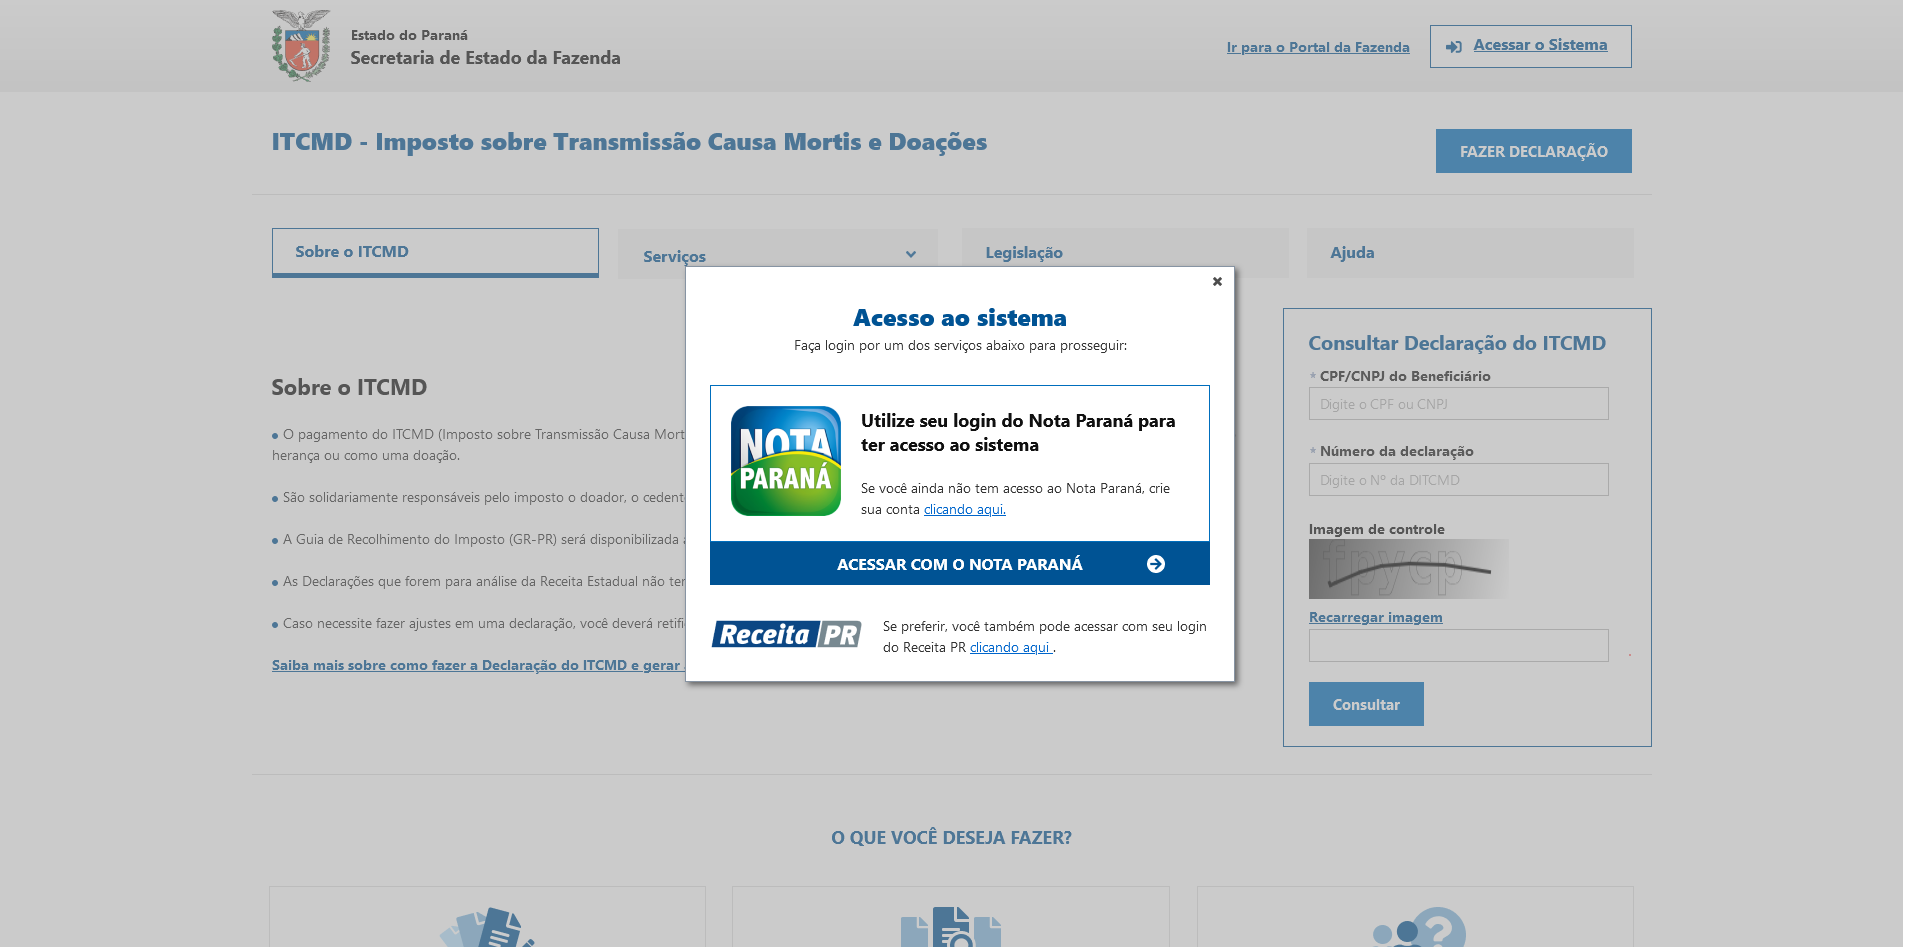 Estado do Paraná
Secretaria de Estado da Fazenda
Ir para o Portal da Fazenda
Acessar o Sistema
ITCMD - Imposto sobre Transmissão Causa Mortis e Doações
FAZER DECLARAÇÃO
Sobre o ITCMD
Serviços
Legislação
Ajuda
Acesso ao sistema
Faça login por um dos serviços abaixo para prosseguir:
NOTA
PARANÁ
Utilize seu login do Nota Paraná para
ter acesso ao sistema
Se você ainda não tem acesso ao Nota Paraná, crie
sua conta clicando aqui.
ACESSAR COM O NOTA PARANÁ
Receita PR
Se preferir, você também pode acessar com seu login
do Receita PR clicando aqui .
Sobre o ITCMD
• O pagamento do ITCMD (Imposto sobre Transmissão Causa Mort
herança ou como uma doação.
• São solidariamente responsáveis pelo imposto o doador, o cedent
• A Guia de Recolhimento do Imposto (GR-PR) será disponibilizada
• As Declarações que forem para análise da Receita Estadual não
• Caso necessite fazer ajustes em uma declaração, você deverá
Saiba mais sobre como fazer a Declaração do ITCMD e gerar
Consultar Declaração do ITCMD
* CPF/CNPJ do Beneficiário
Digite o CPF ou CNPJ
* Número da declaração
Digite o Nº da DITCMD
Imagem de controle
fpycp
Recarregar imagem
Consultar
O QUE VOCÊ DESEJA FAZER?